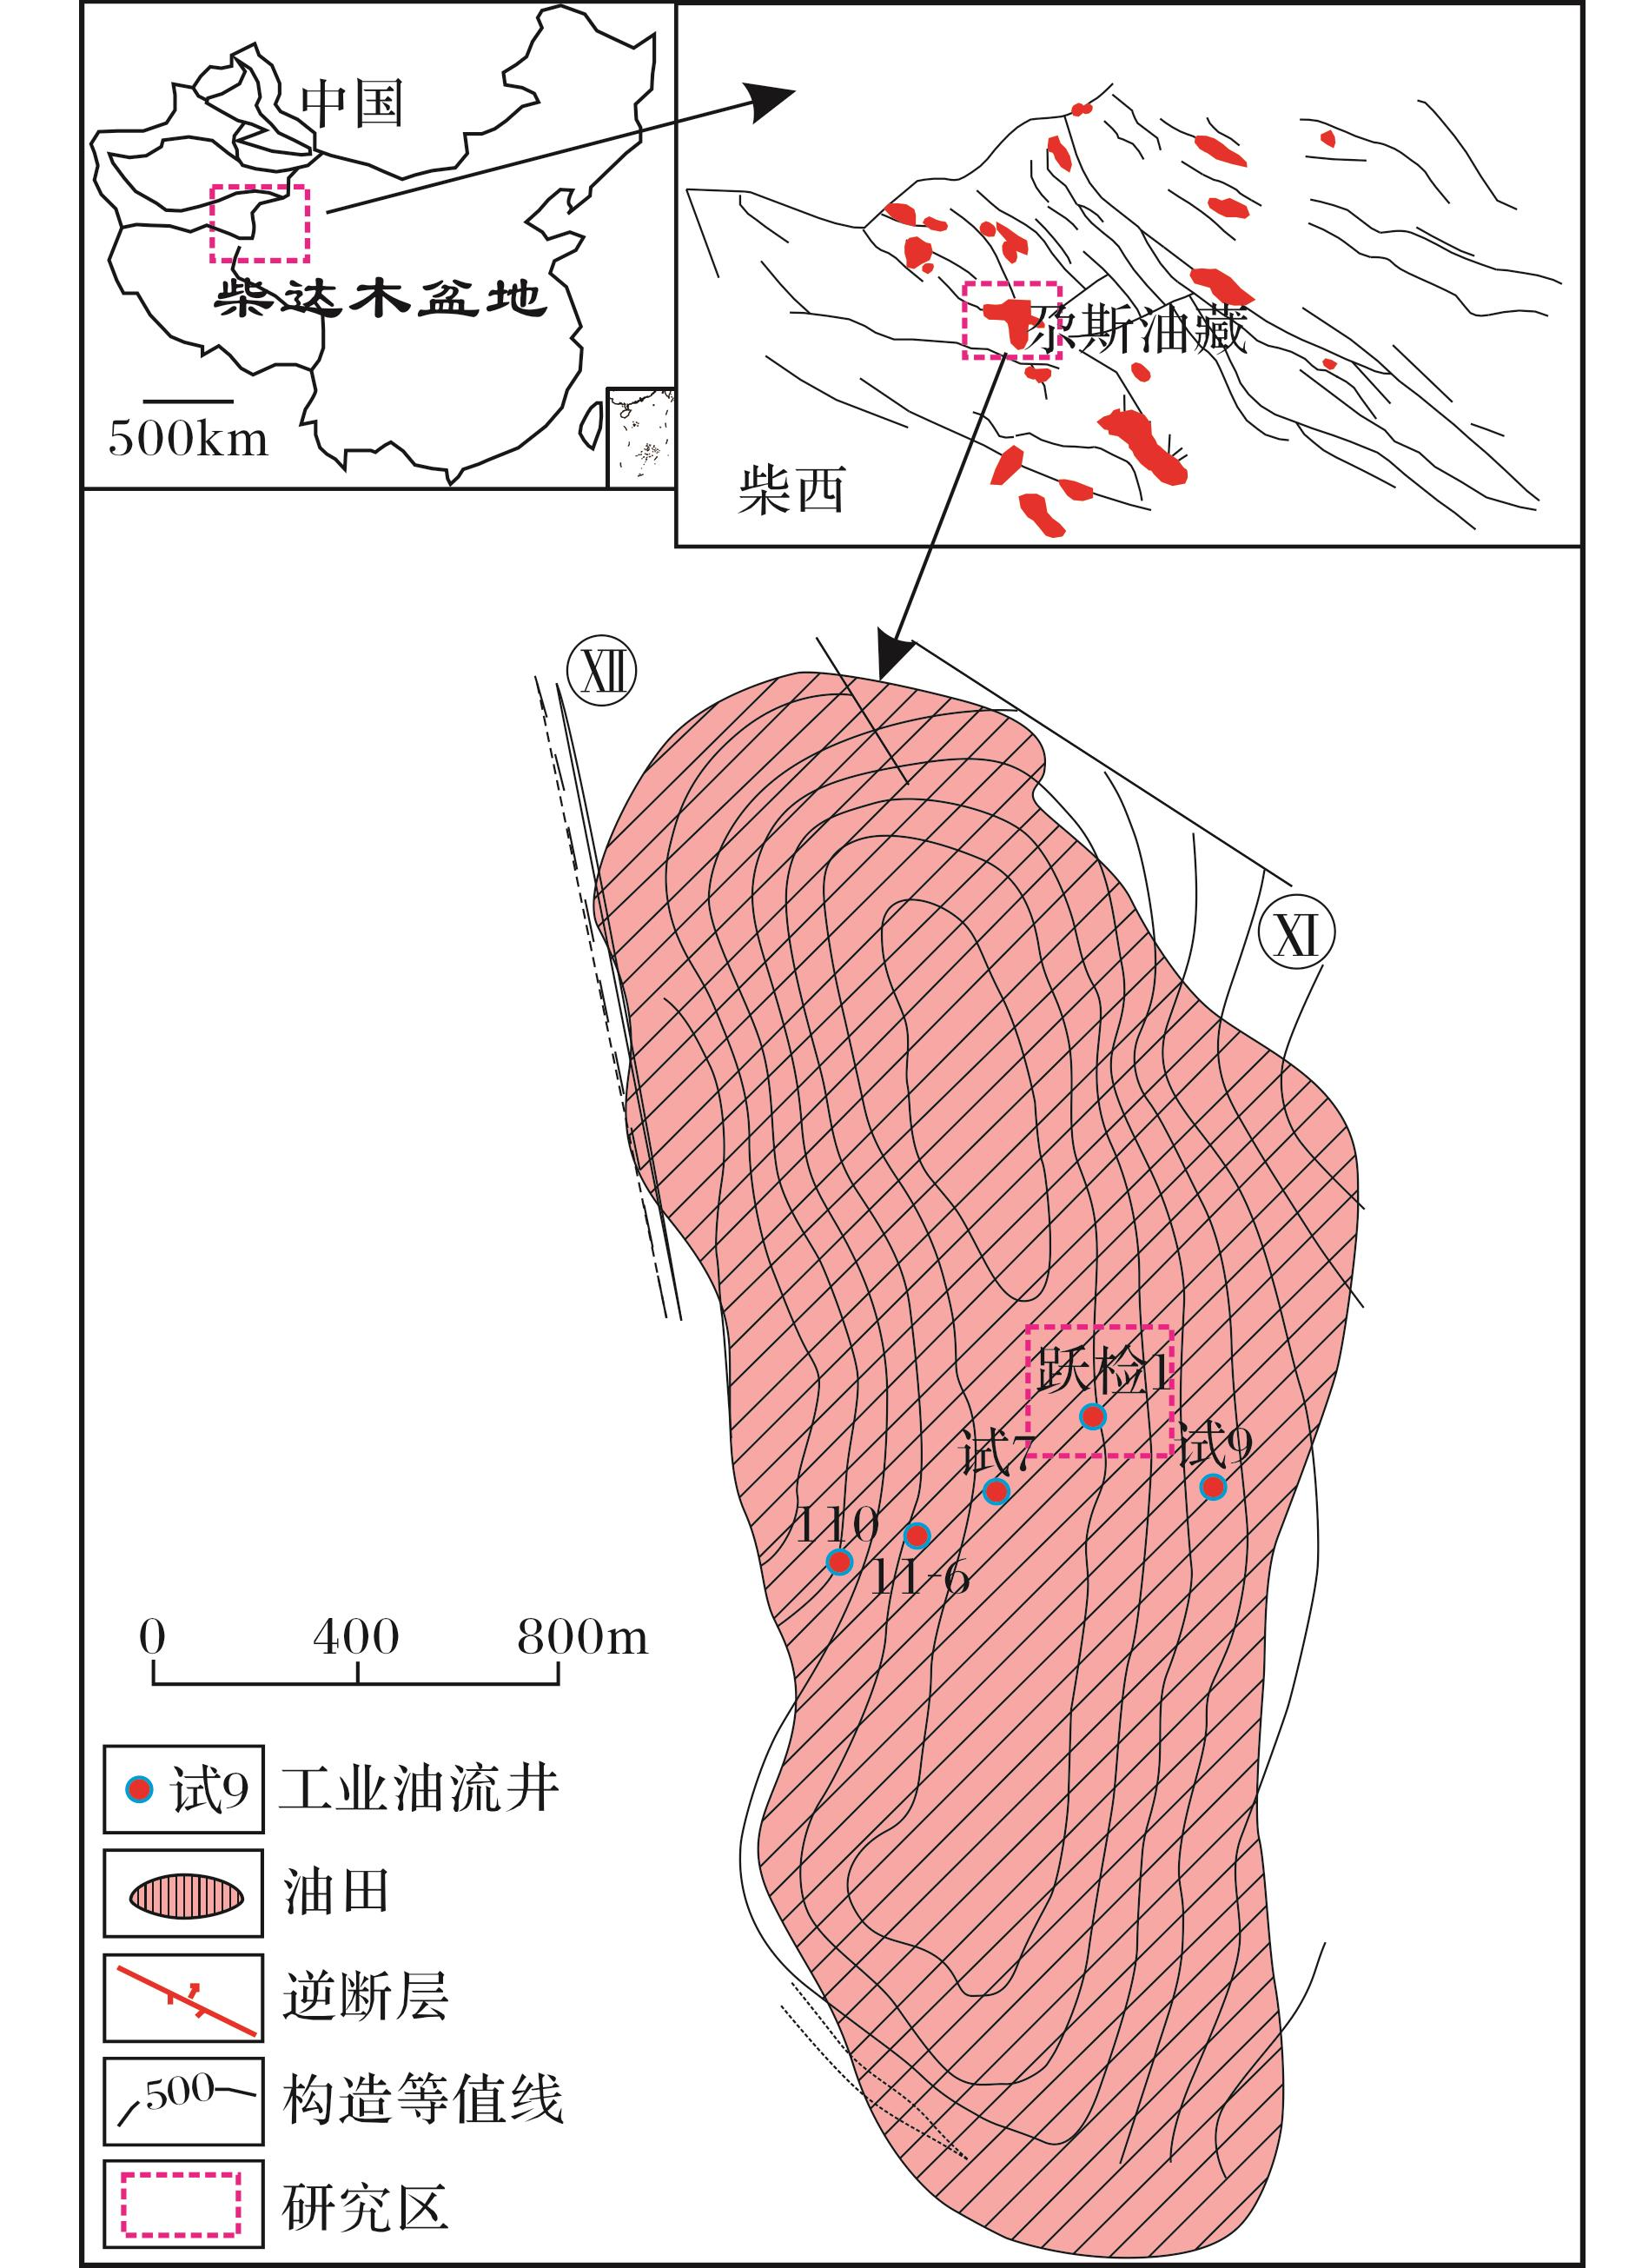 中国
柴达木盆地
500km
尕斯油藏
柴西
Ⅻ
Ⅺ
跃检1
试7
试9
110
11-6
0 400 800m
试9 工业油流井
油田
逆断层
500 构造等值线
研究区